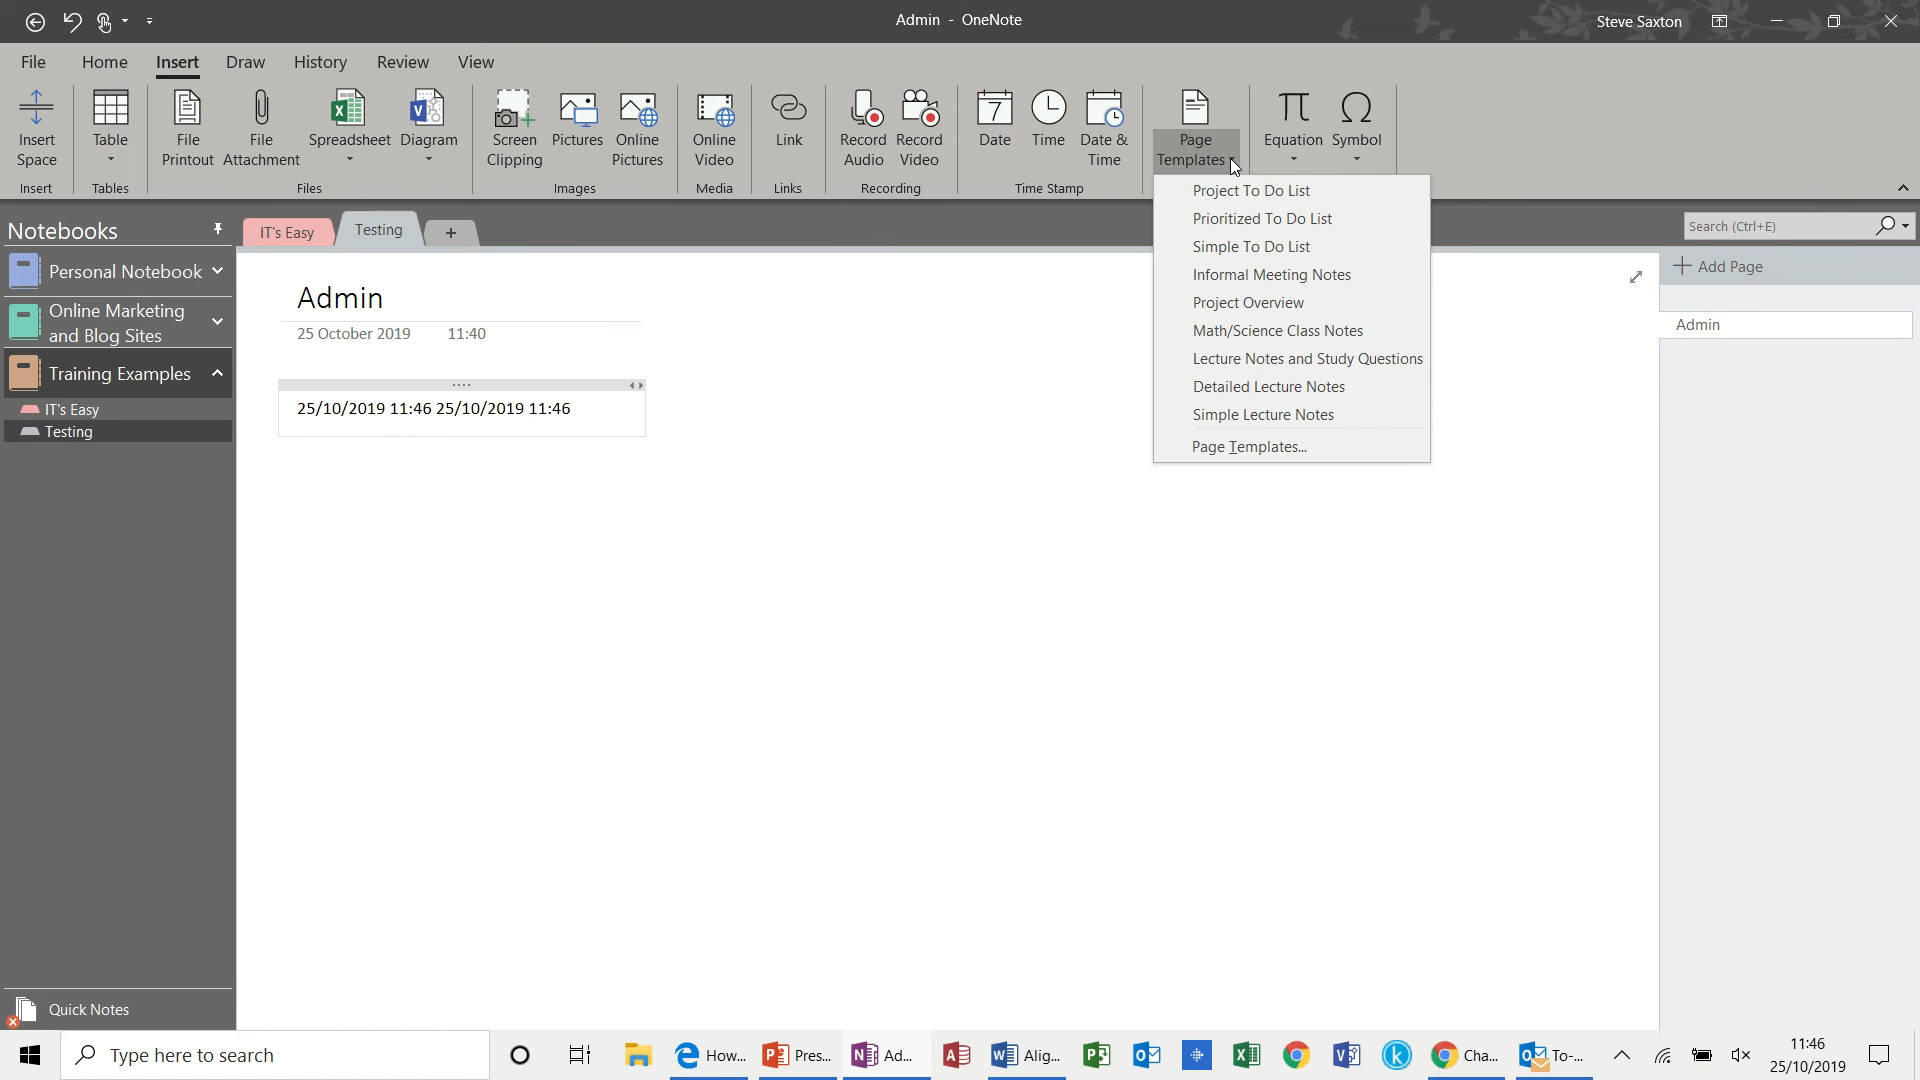 Admin - OneNote
Steve Saxton
File Home Insert Draw History Review View
Insert Space
Table
File Printout
File Attachment
Spreadsheet
Diagram
Screen Clipping
Pictures
Online Pictures
Online Video
Link
Record Audio
Record Video
7
Date
Time
Date & Time
Page Templates
π
Equation
Ω
Symbol
Insert Tables Files Images Media Links Recording Time Stamp
Project To Do List
Prioritized To Do List
Simple To Do List
Informal Meeting Notes
Project Overview
Math/Science Class Notes
Lecture Notes and Study Questions
Detailed Lecture Notes
Simple Lecture Notes
Page Templates...
Notebooks
Personal Notebook
Online Marketing
and Blog Sites
Training Examples
IT's Easy
Testing
Quick Notes
IT's Easy Testing +
Search (Ctrl+E)
Add Page
Admin
Admin
25 October 2019 11:40
25/10/2019 11:46 25/10/2019 11:46
Type here to search
How...
Pres...
Ad...
Alig...
Cha...
To-...
11:46
25/10/2019